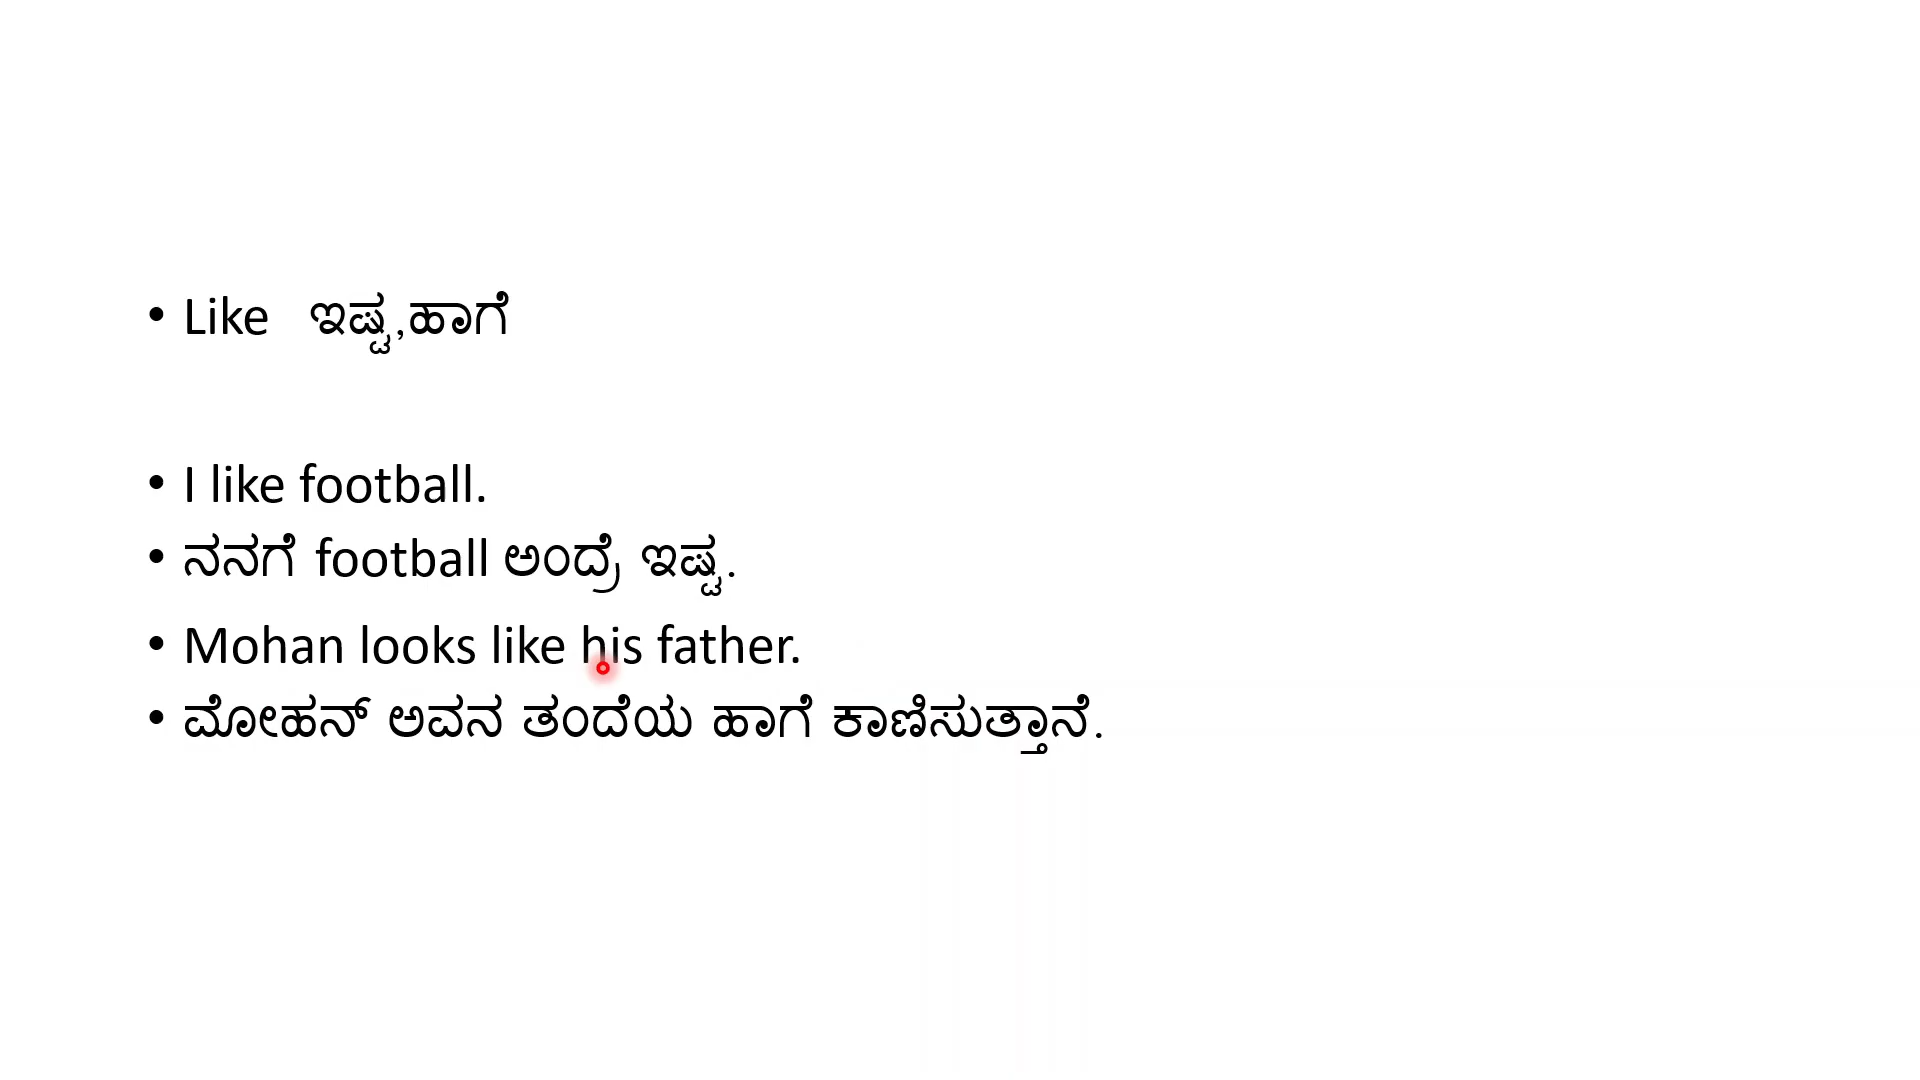 • Like ಇಷ್ಟ,ಹಾಗೆ
• I like football.
• ನನಗೆ football ಅಂದ್ರೆ ಇಷ್ಟ.
• Mohan looks like his father.
• ಮೋಹನ್ ಅವನ ತಂದೆಯ ಹಾಗೆ ಕಾಣಿಸುತ್ತಾನೆ.